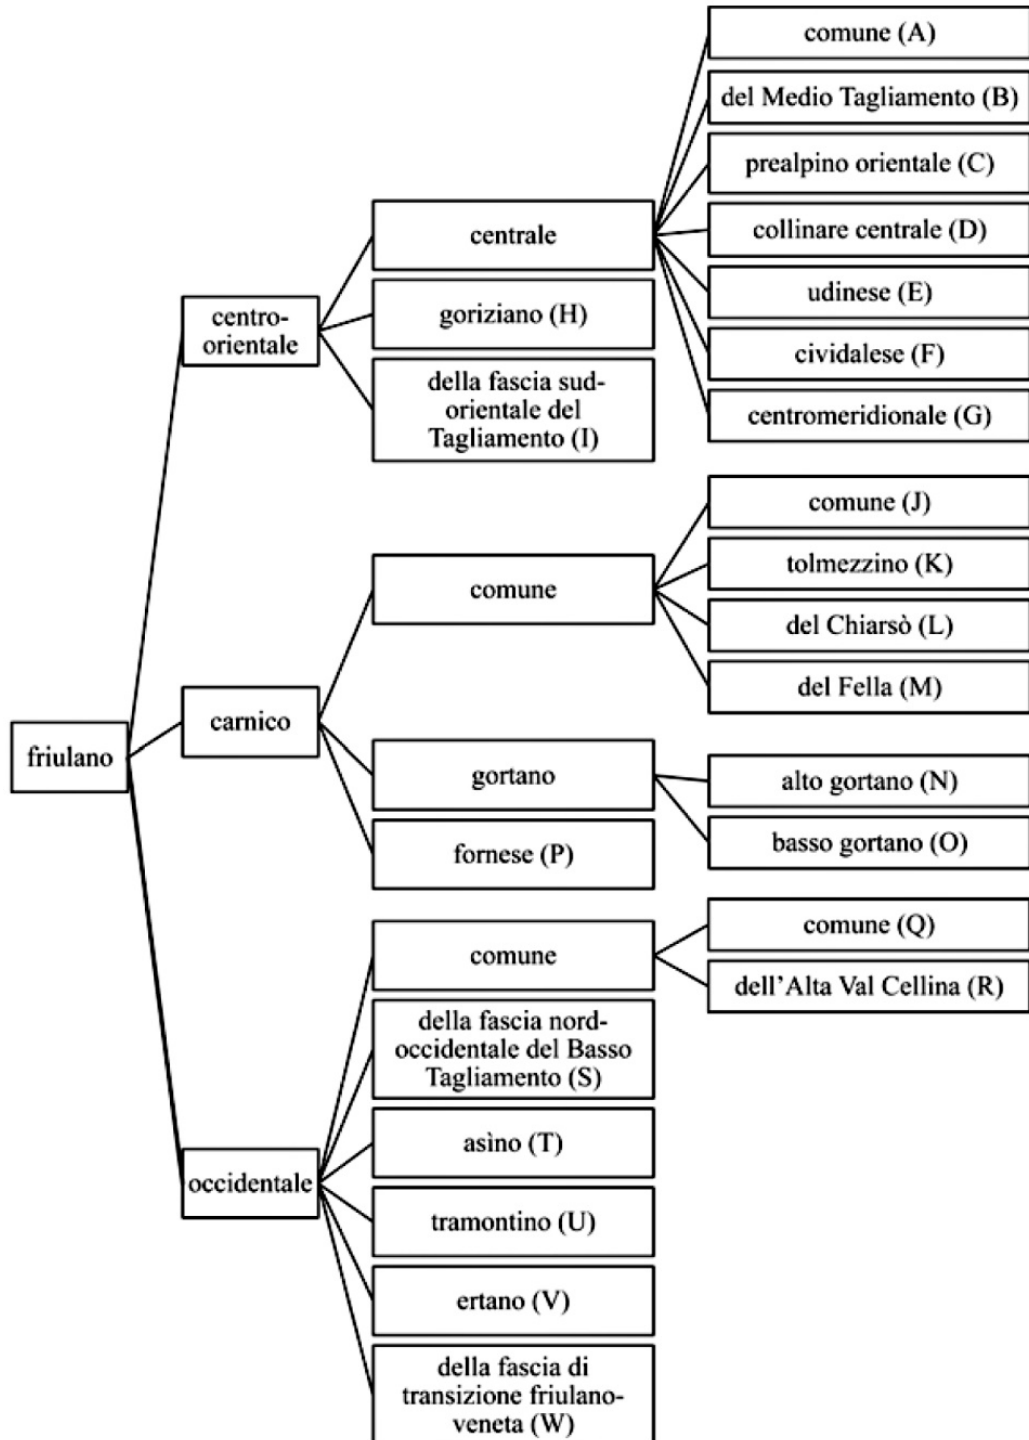 friulano
centro-
orientale
centrale
comune (A)
del Medio Tagliamento (B)
prealpino orientale (C)
collinare centrale (D)
udinese (E)
cividalese (F)
centromeridionale (G)
goriziano (H)
della fascia sud-
orientale del
Tagliamento (I)
carnico
comune
comune (J)
tolmezzino (K)
del Chiarsò (L)
del Fella (M)
gortano
alto gortano (N)
basso gortano (O)
fornese (P)
occidentale
comune
comune (Q)
dell’Alta Val Cellina (R)
della fascia nord-
occidentale del Basso
Tagliamento (S)
asìno (T)
tramontino (U)
ertano (V)
della fascia di
transizione friulano-
veneta (W)